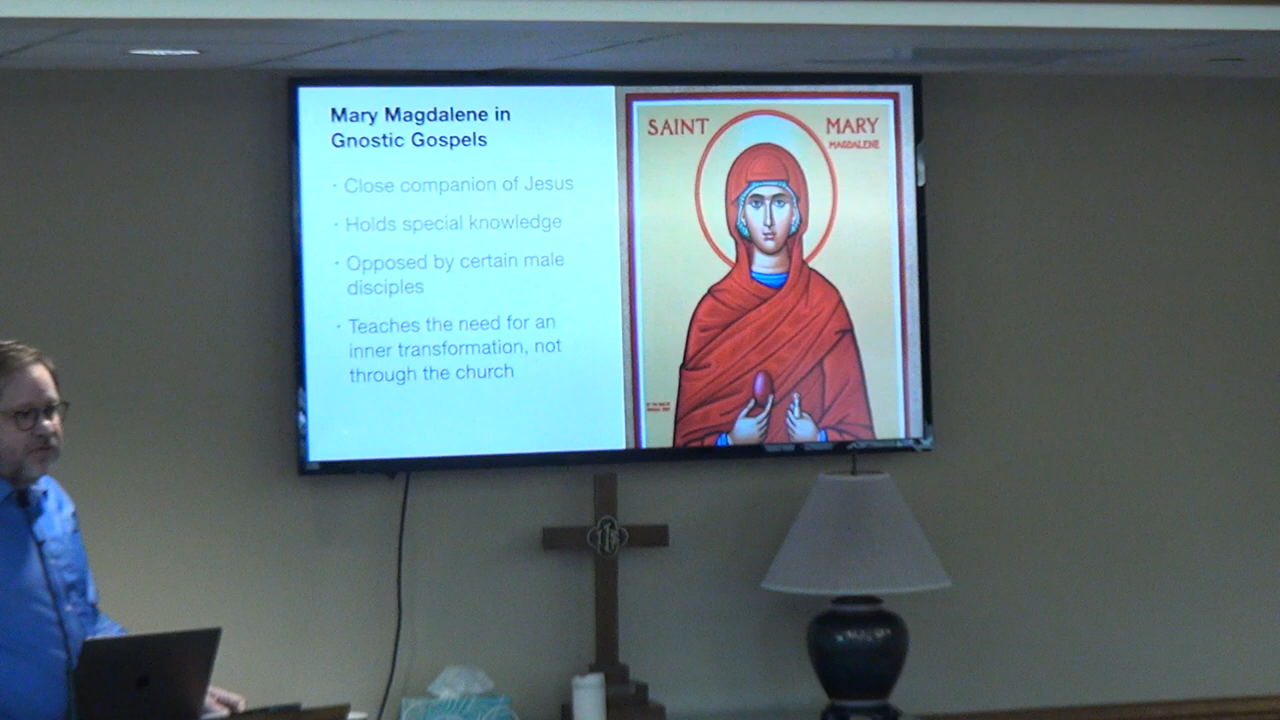 Mary Magdalene in
Gnostic Gospels
· Close companion of Jesus
· Holds special knowledge
· Opposed by certain male
disciples
· Teaches the need for an
inner transformation, not
through the church
SAINT MARY
MAGDALENE